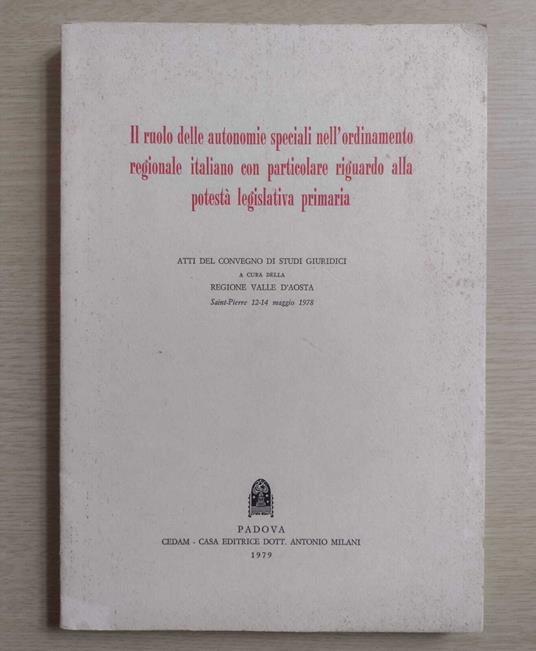 Il ruolo delle autonomie speciali nell'ordinamento
regionale italiano con particolare riguardo alla
potestà legislativa primaria
ATTI DEL CONVEGNO DI STUDI GIURIDICI
A CURA DELLA
REGIONE VALLE D'AOSTA
Saint-Pierre 12-14 maggio 1978
PADOVA
CEDAM - CASA EDITRICE DOTT. ANTONIO MILANI
1979